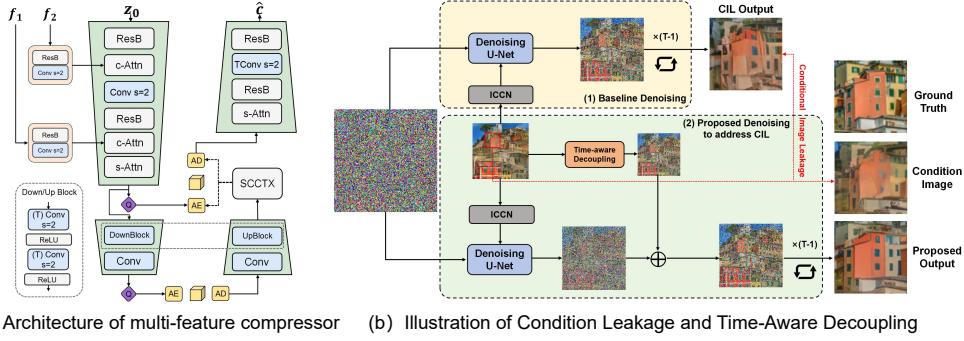 f1
f2
z0
ĉ
ResB
Conv s=2
ResB
Conv s=2
ResB
c-Attn
Conv s=2
ResB
c-Attn
s-Attn
ResB
TConv s=2
ResB
s-Attn
AD
AE
SCCTX
Q
Down/Up Block
(T) Conv
s=2
ReLU
(T) Conv
s=2
ReLU
DownBlock
UpBlock
Conv
Conv
Q
AE
AD
Architecture of multi-feature compressor
Denoising
U-Net
×(T-1)
ICCN
(1) Baseline Denoising
CIL Output
(2) Proposed Denoising
to address CIL
Time-aware
Decoupling
ICCN
Denoising
U-Net
×(T-1)
Conditional Image Leakage
Ground
Truth
Condition
Image
Proposed
Output
(b) Illustration of Condition Leakage and Time-Aware Decoupling